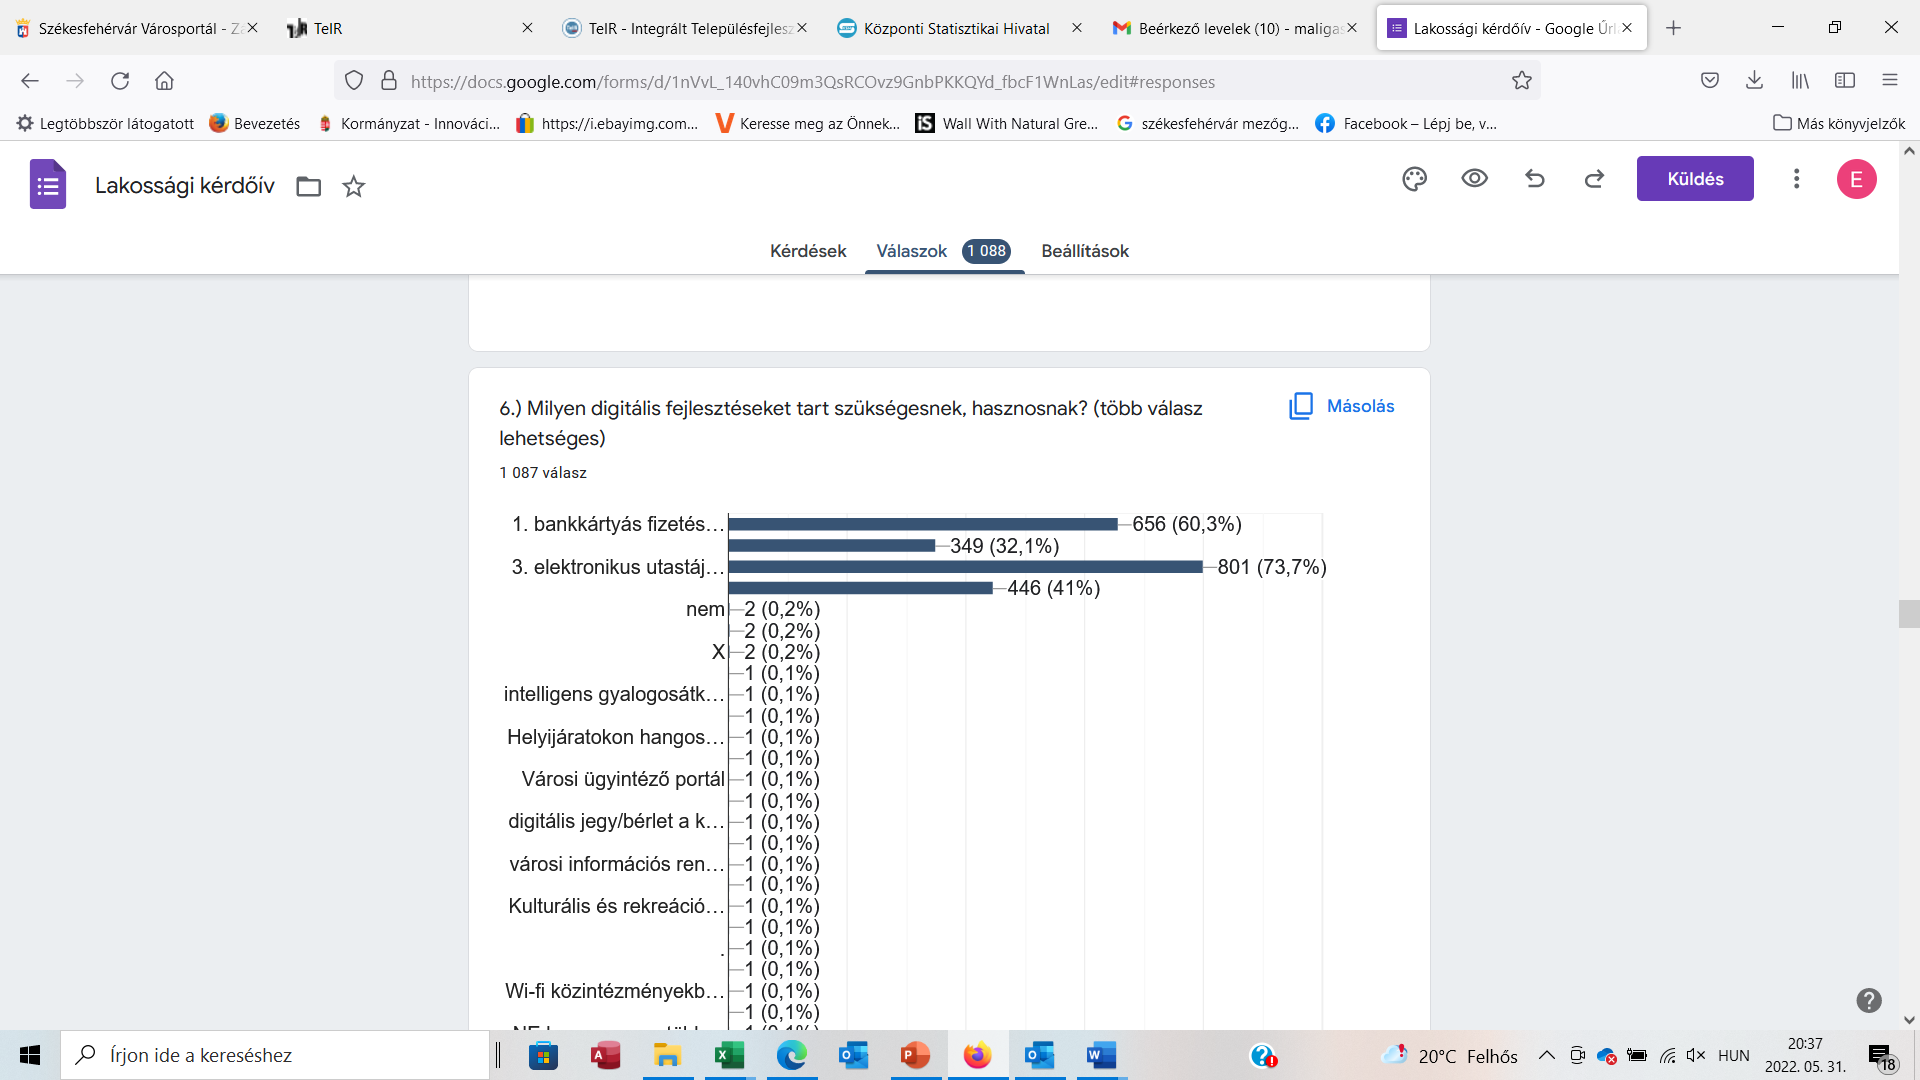 Székesfehérvár Városportál - Zá
TeIR
TeIR - Integrált Településfejlesz
Központi Statisztikai Hivatal
Beérkező levelek (10) - maligas
Lakossági kérdőív - Google Űrl
https://docs.google.com/forms/d/1nVvL_140vhC09m3QsRCOvz9GnbPKKQYd_fbcF1WnLas/edit#responses
Legtöbbször látogatott
Bevezetés
Kormányzat - Innováci...
https://i.ebayimg.com...
Keresse meg az Önnek...
Wall With Natural Gre...
székesfehérvár mezőg...
Facebook – Lépj be, v...
Más könyvjelzők
Lakossági kérdőív
Küldés
E
Kérdések
Válaszok 1 088
Beállítások
6.) Milyen digitális fejlesztéseket tart szükségesnek, hasznosnak? (több válasz
lehetséges)
Másolás
1 087 válasz
1. bankkártyás fizetés… 656 (60,3%)
349 (32,1%)
3. elektronikus utastáj… 801 (73,7%)
446 (41%)
nem 2 (0,2%)
2 (0,2%)
X 2 (0,2%)
1 (0,1%)
intelligens gyalogosátk… 1 (0,1%)
1 (0,1%)
Helyijáratokon hangos… 1 (0,1%)
1 (0,1%)
Városi ügyintéző portál 1 (0,1%)
1 (0,1%)
digitális jegy/bérlet a k… 1 (0,1%)
1 (0,1%)
városi információs ren… 1 (0,1%)
1 (0,1%)
Kulturális és rekreáció… 1 (0,1%)
1 (0,1%)
. 1 (0,1%)
1 (0,1%)
Wi-fi közintézményekb… 1 (0,1%)
1 (0,1%)
1 (0,1%)
Írjon ide a kereséshez
20°C Felhős
HUN
20:37
2022. 05. 31.
18